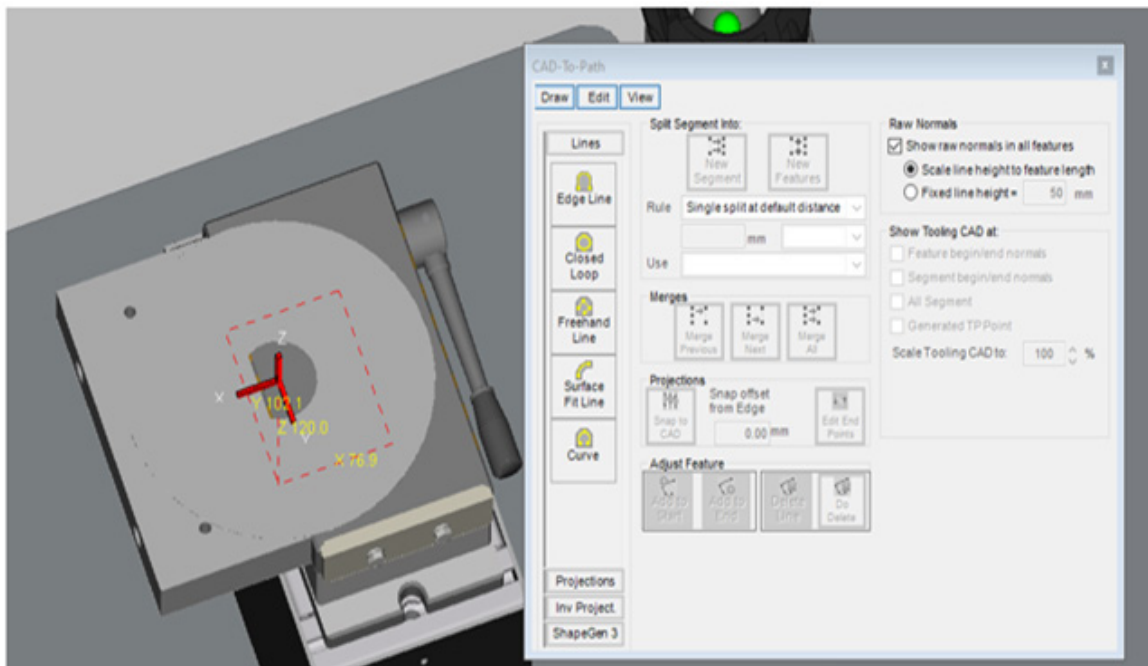 CAD-To-Path
x
Draw Edit View
Lines
Edge Line
Closed
Loop
Freehand
Line
Surface
Fit Line
Curve
Projections
Inv Project.
ShapeGen 3
Split Segment Into:
New
Segment
New
Features
Rule Single split at default distance
mm
Use
Merges
Merge
Previous
Merge
Next
Merge
All
Projections
Snap to
CAD
Snap offset
from Edge
0.00 mm
Edit End
Points
Adjust Feature
Add to
Start
Add to
End
Delete
Line
Do
Delete
Raw Normals
Show raw normals in all features
Scale line height to feature length
Fixed line height = 50 mm
Show Tooling CAD at:
Feature begin/end normals
Segment begin/end normals
All Segment
Generated TP Point
Scale Tooling CAD to: 100 %
Z
X
Y 102.1
Z 120.0
Y
X 76.9